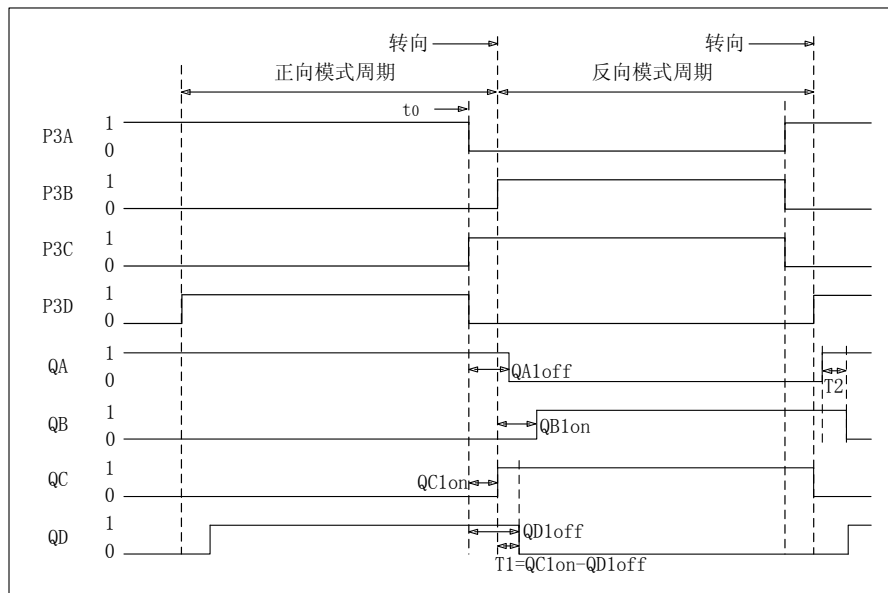 转向 转向
正向模式周期 反向模式周期
t0
P3A 1 0
P3B 1 0
P3C 1 0
P3D 1 0
QA 1 0 QA1off T2
QB 1 0 QB1on
QC 1 0 QC1on
QD 1 0 QD1off
T1=QC1on-QD1off